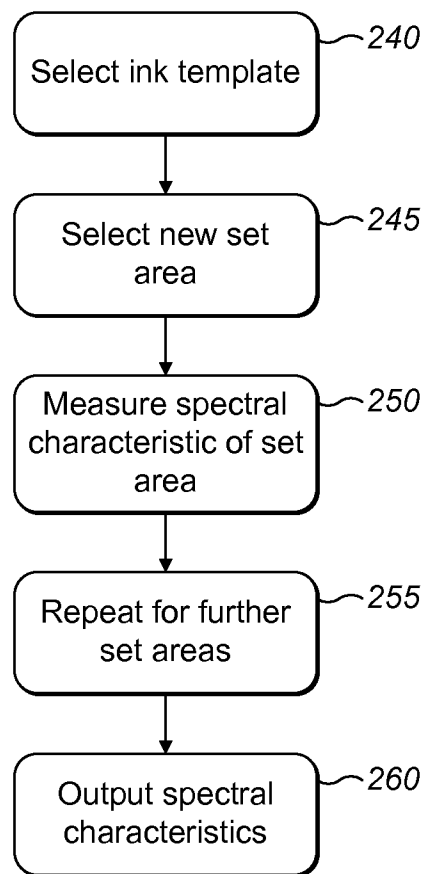 240
Select ink template
245
Select new set
area
250
Measure spectral
characteristic of set
area
255
Repeat for further
set areas
260
Output spectral
characteristics